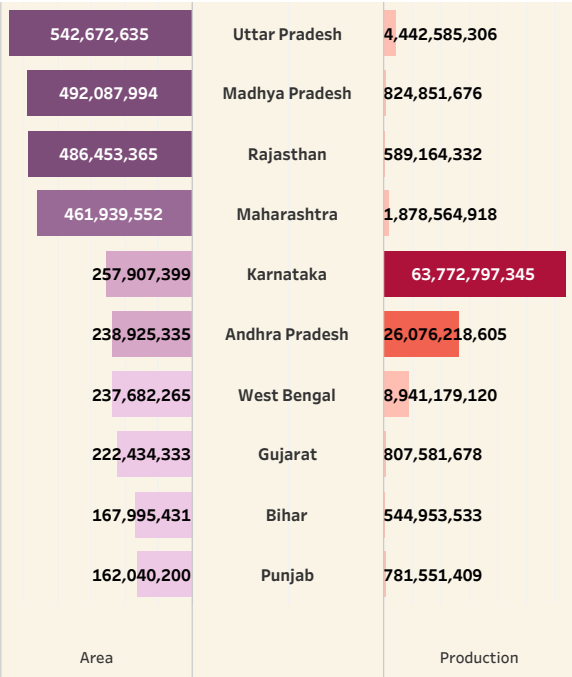 542,672,635 Uttar Pradesh 4,442,585,306
492,087,994 Madhya Pradesh 824,851,676
486,453,365 Rajasthan 589,164,332
461,939,552 Maharashtra 1,878,564,918
257,907,399 Karnataka 63,772,797,345
238,925,335 Andhra Pradesh 26,076,218,605
237,682,265 West Bengal 8,941,179,120
222,434,333 Gujarat 807,581,678
167,995,431 Bihar 544,953,533
162,040,200 Punjab 781,551,409
Area Production